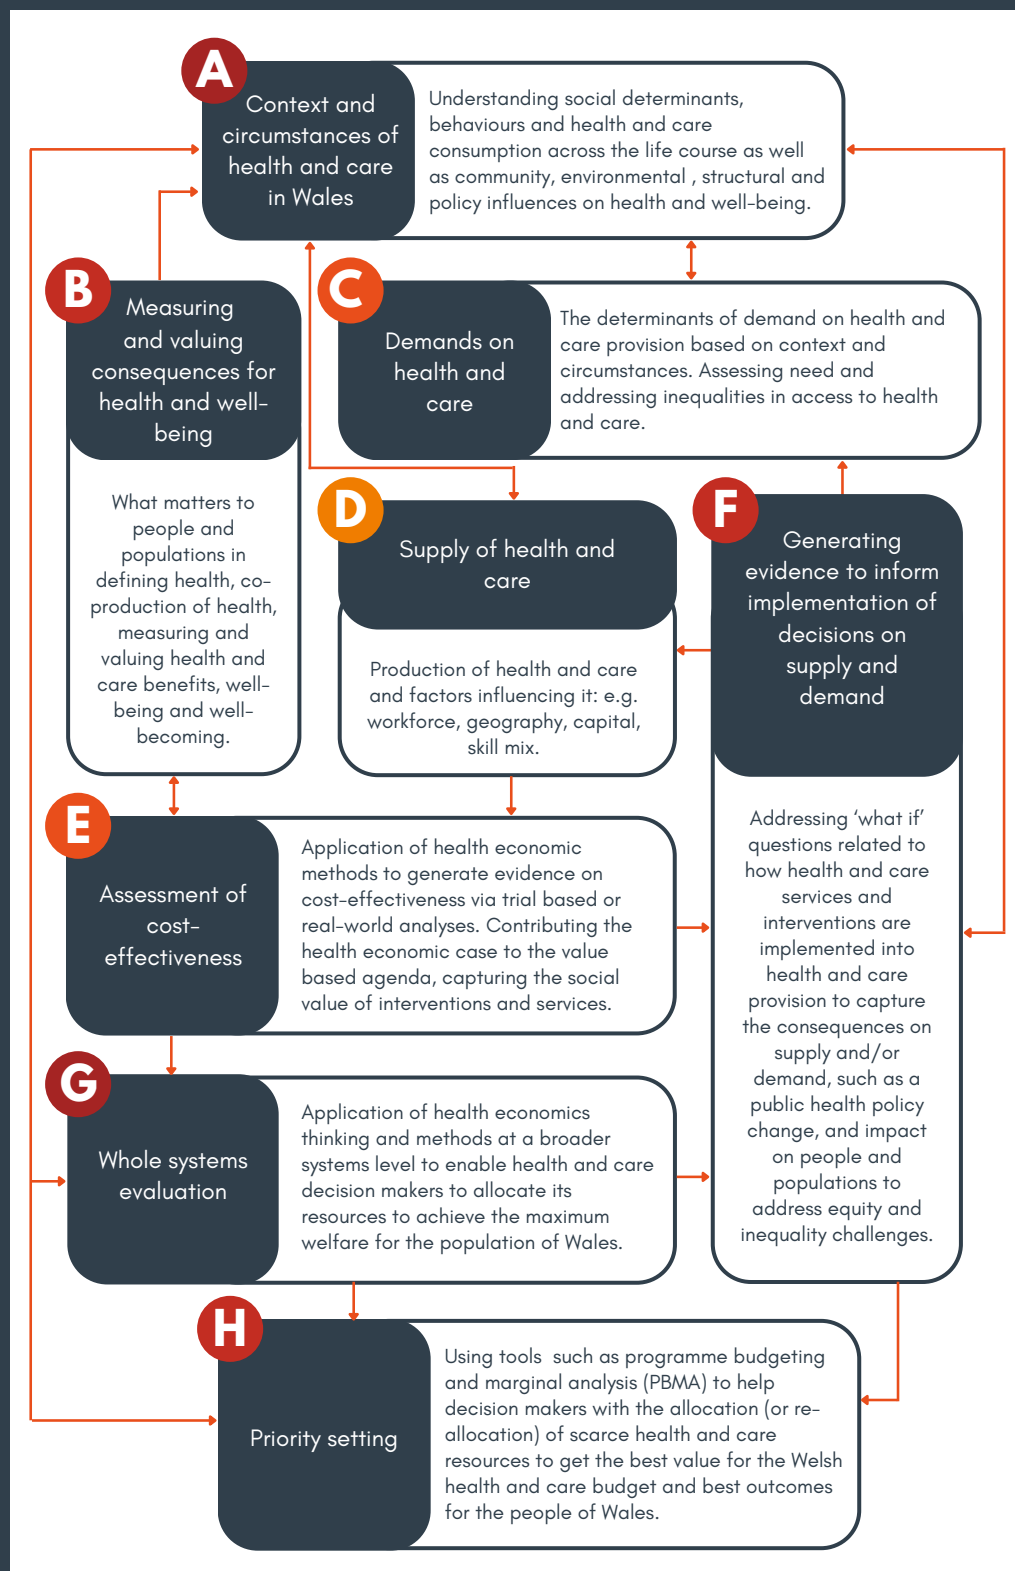 A
Context and
circumstances of
health and care
in Wales
Understanding social determinants,
behaviours and health and care
consumption across the life course as well
as community, environmental , structural and
policy influences on health and well-being.
B
Measuring
and valuing
consequences for
health and well-
being
What matters to
people and
populations in
defining health, co-
production of health,
measuring and
valuing health and
care benefits, well-
being and well-
becoming.
C
Demands on
health and
care
The determinants of demand on health and
care provision based on context and
circumstances. Assessing need and
addressing inequalities in access to health
and care.
D
Supply of health and
care
Production of health and care
and factors influencing it: e.g.
workforce, geography, capital,
skill mix.
F
Generating
evidence to inform
implementation of
decisions on
supply and
demand
Addressing ‘what if’
questions related to
how health and care
services and
interventions are
implemented into
health and care
provision to capture
the consequences on
supply and/or
demand, such as a
public health policy
change, and impact
on people and
populations to
address equity and
inequality challenges.
E
Assessment of
cost-
effectiveness
Application of health economic
methods to generate evidence on
cost-effectiveness via trial based or
real-world analyses. Contributing the
health economic case to the value
based agenda, capturing the social
value of interventions and services.
G
Whole systems
evaluation
Application of health economics
thinking and methods at a broader
systems level to enable health and care
decision makers to allocate its
resources to achieve the maximum
welfare for the population of Wales.
H
Priority setting
Using tools  such as programme budgeting
and marginal analysis (PBMA) to help
decision makers with the allocation (or re-
allocation) of scarce health and care
resources to get the best value for the Welsh
health and care budget and best outcomes
for the people of Wales.